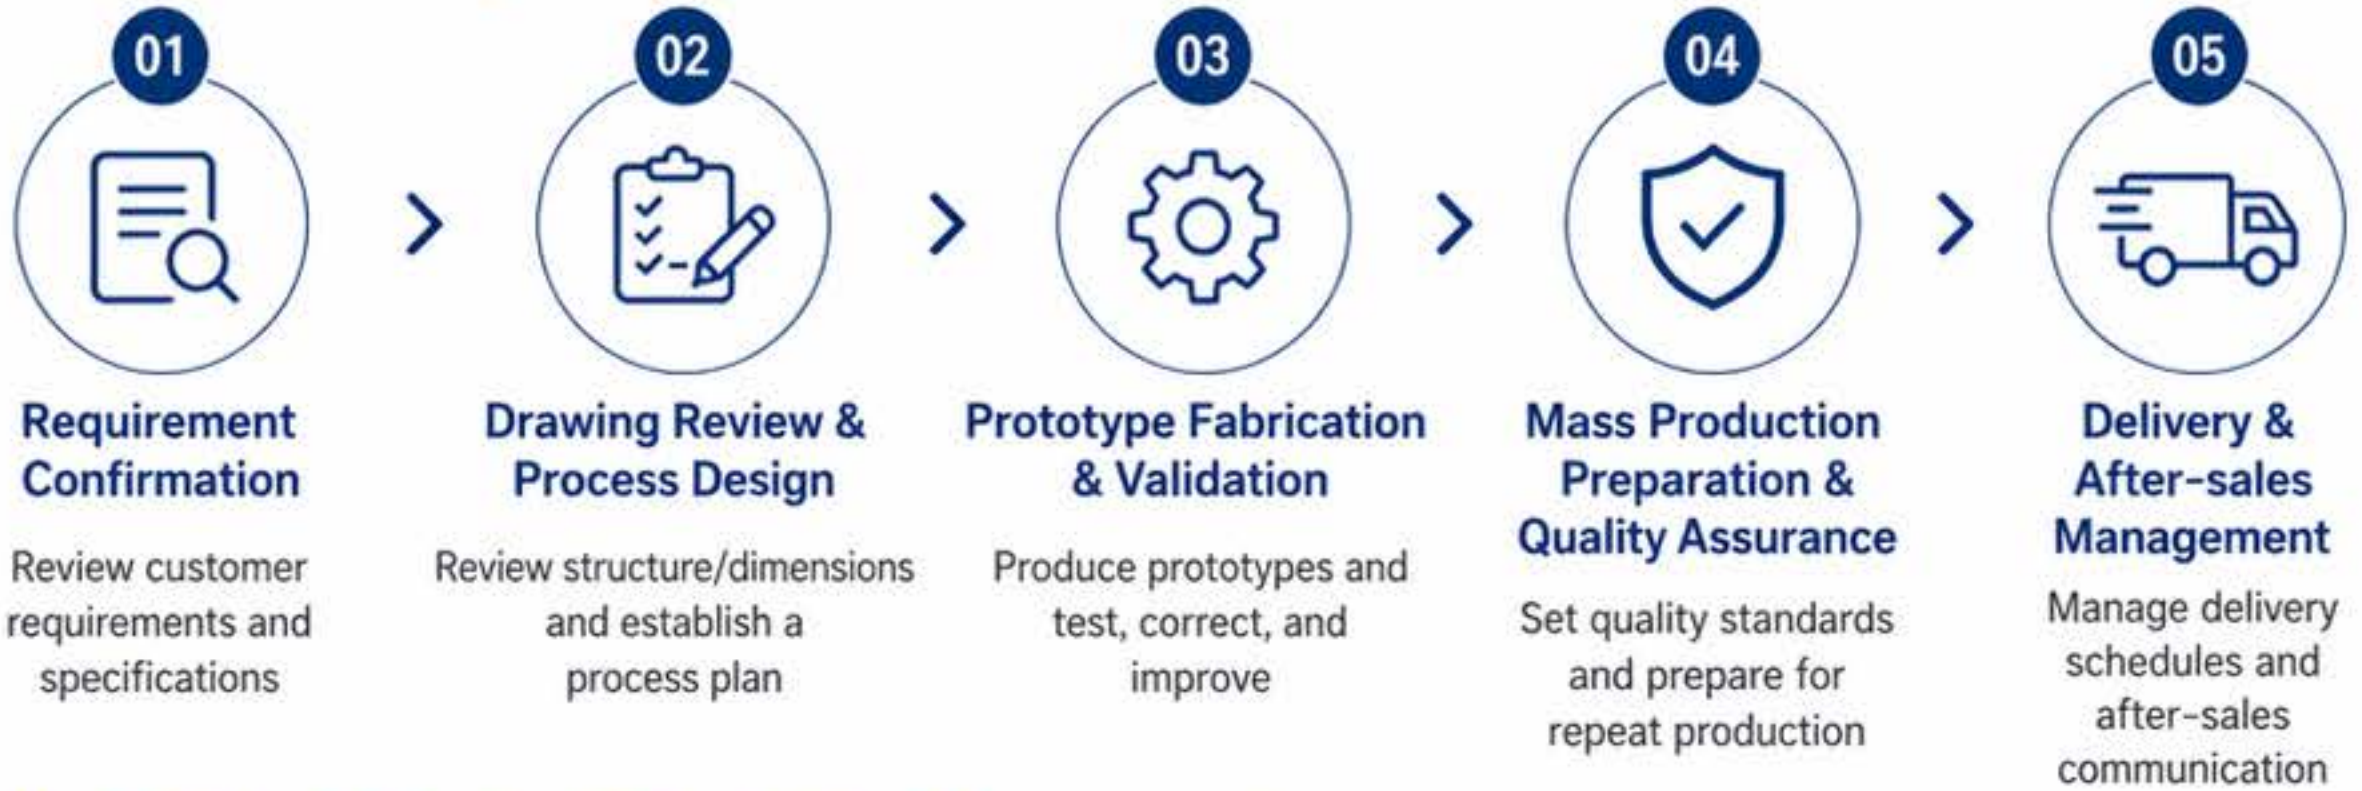 01
Requirement
Confirmation
Review customer
requirements and
specifications
02
Drawing Review &
Process Design
Review structure/dimensions
and establish a
process plan
03
Prototype Fabrication
& Validation
Produce prototypes and
test, correct, and
improve
04
Mass Production
Preparation &
Quality Assurance
Set quality standards
and prepare for
repeat production
05
Delivery &
After-sales
Management
Manage delivery
schedules and
after-sales
communication